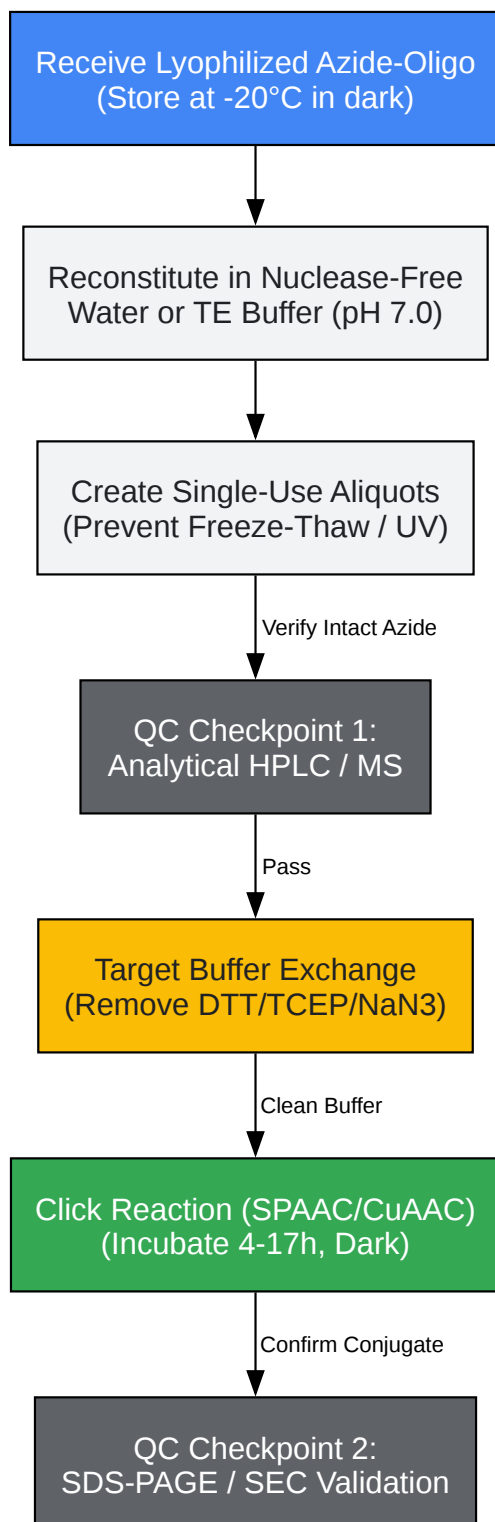 Receive Lyophilized Azide-Oligo
(Store at -20°C in dark)
Reconstitute in Nuclease-Free
Water or TE Buffer (pH 7.0)
Create Single-Use Aliquots
(Prevent Freeze-Thaw / UV)
Verify Intact Azide
QC Checkpoint 1:
Analytical HPLC / MS
Pass
Target Buffer Exchange
(Remove DTT/TCEP/NaN3)
Clean Buffer
Click Reaction (SPAAC/CuAAC)
(Incubate 4-17h, Dark)
Confirm Conjugate
QC Checkpoint 2:
SDS-PAGE / SEC Validation